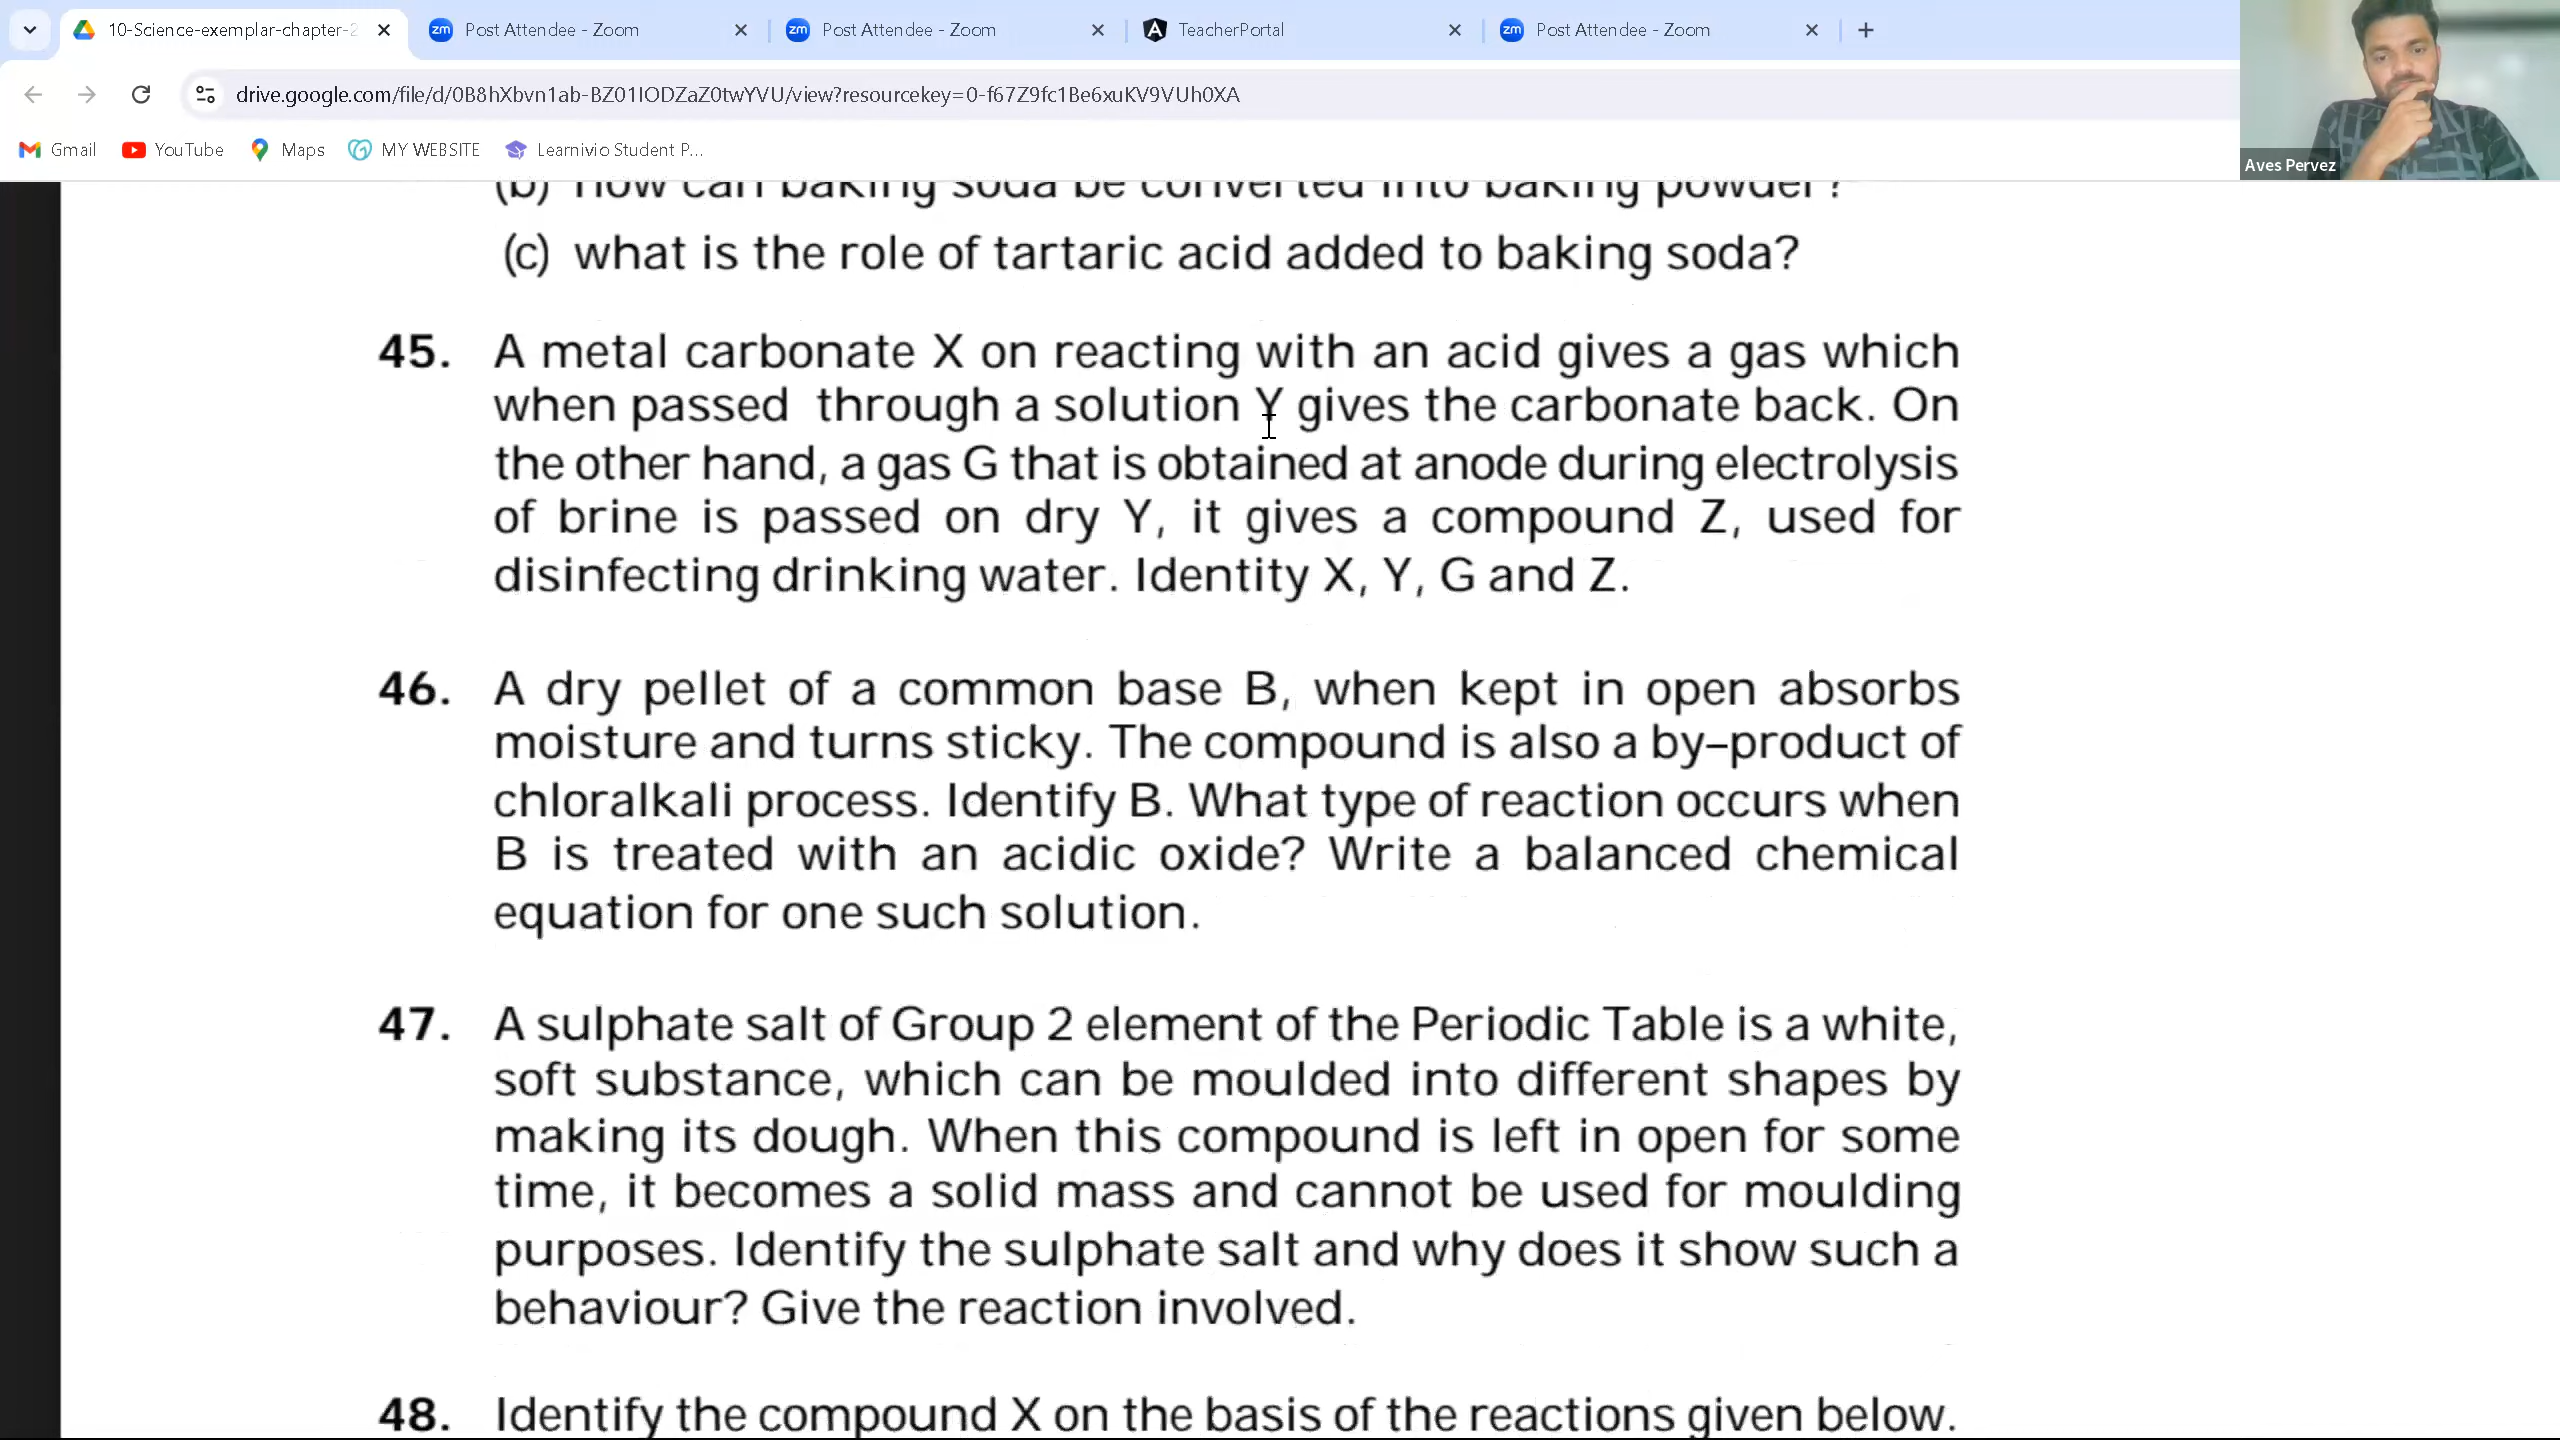 10-Science-exemplar-chapter-2
Post Attendee - Zoom
Post Attendee - Zoom
TeacherPortal
Post Attendee - Zoom
drive.google.com/file/d/0B8hXbvn1ab-BZ01IODZaZ0twYVU/view?resourcekey=0-f67Z9fc1Be6xuKV9VUh0XA
Gmail
YouTube
Maps
MY WEBSITE
Learnivio Student P...
Aves Pervez
(b) How can baking soda be converted into baking powder?
(c) what is the role of tartaric acid added to baking soda?
45. A metal carbonate X on reacting with an acid gives a gas which
when passed through a solution Y gives the carbonate back. On
the other hand, a gas G that is obtained at anode during electrolysis
of brine is passed on dry Y, it gives a compound Z, used for
disinfecting drinking water. Identity X, Y, G and Z.
46. A dry pellet of a common base B, when kept in open absorbs
moisture and turns sticky. The compound is also a by–product of
chloralkali process. Identify B. What type of reaction occurs when
B is treated with an acidic oxide? Write a balanced chemical
equation for one such solution.
47. A sulphate salt of Group 2 element of the Periodic Table is a white,
soft substance, which can be moulded into different shapes by
making its dough. When this compound is left in open for some
time, it becomes a solid mass and cannot be used for moulding
purposes. Identify the sulphate salt and why does it show such a
behaviour? Give the reaction involved.
48. Identify the compound X on the basis of the reactions given below.